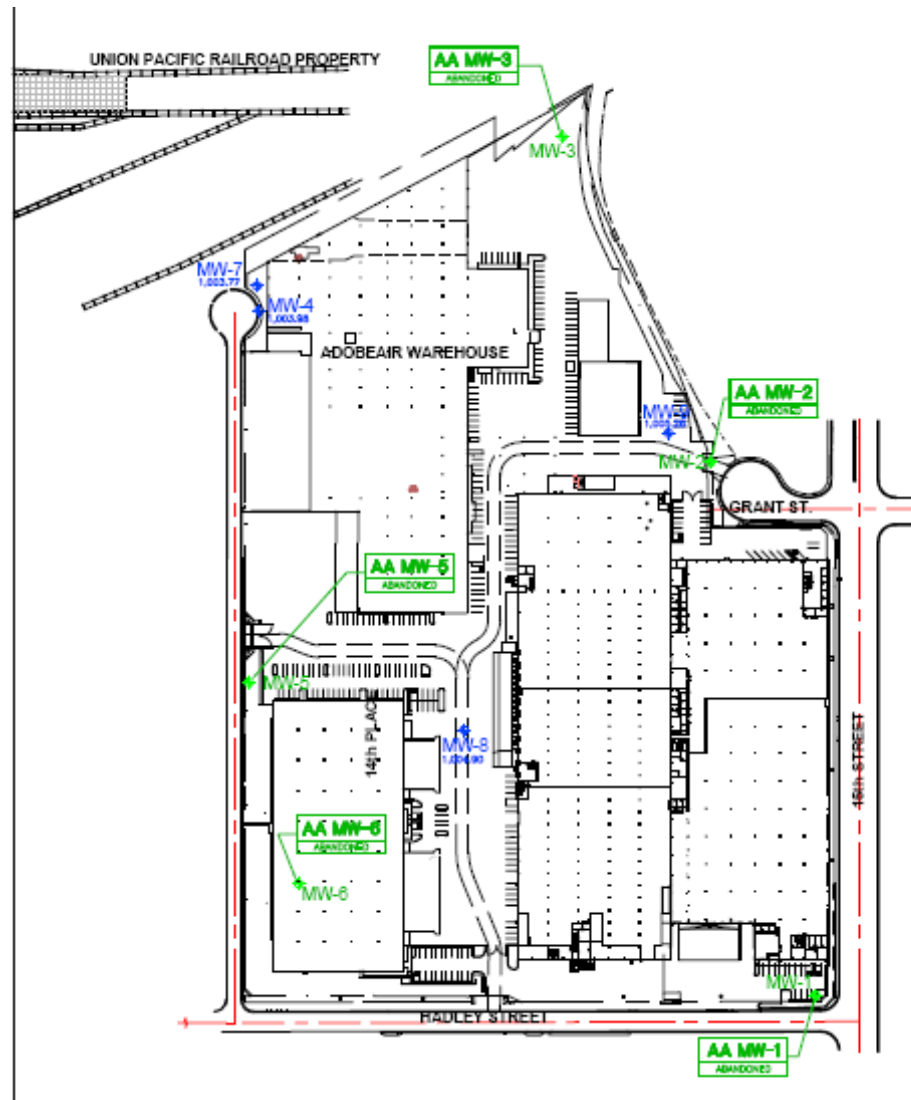 UNION PACIFIC RAILROAD PROPERTY
AA MW-3
ABANDONED
MW-3
MW-7
1,003.77
MW-4
1,003.98
ADOBEAIR WAREHOUSE
AA MW-2
ABANDONED
MW-9
MW-2
GRANT ST.
AA MW-5
ABANDONED
MW-5
14th PLACE
MW-8
15th STREET
AA MW-6
ABANDONED
MW-6
MW-1
HADLEY STREET
AA MW-1
ABANDONED